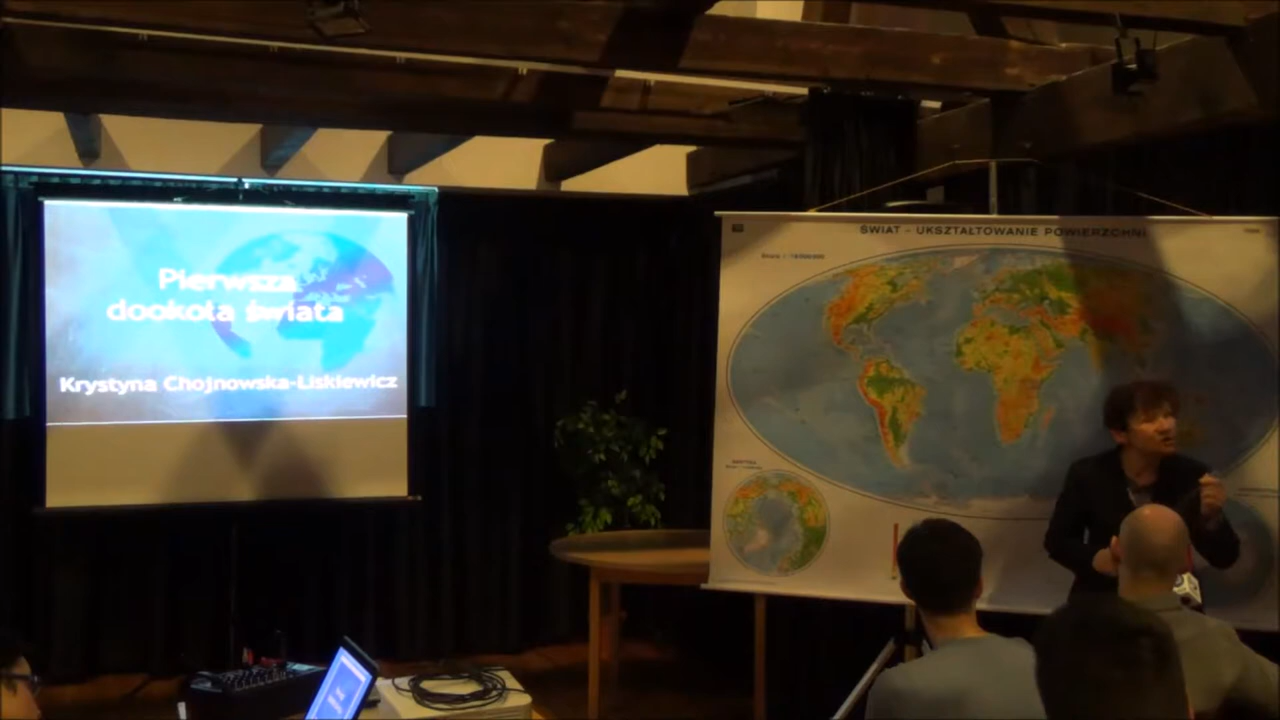 Pierwsza
dookoła świata
Krystyna Chojnowska-Liskiewicz
ŚWIAT - UKSZTAŁTOWANIE POWIERZCHNI